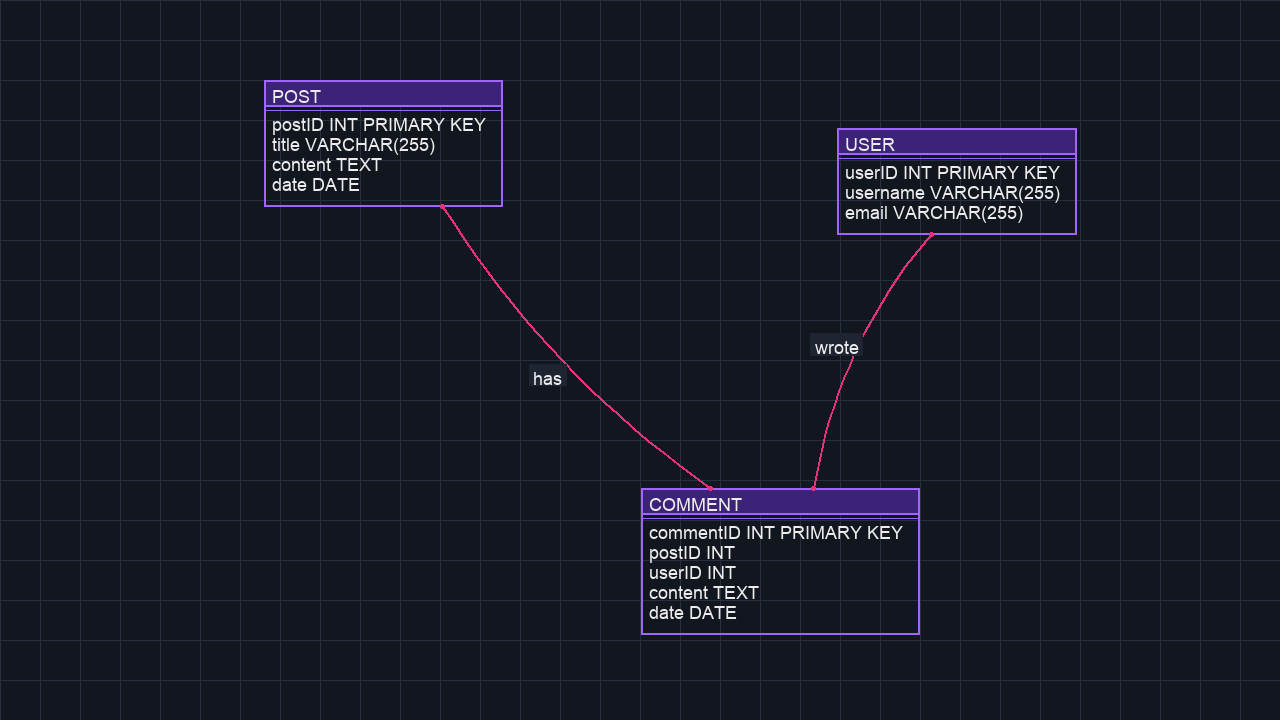 POST
postID INT PRIMARY KEY
title VARCHAR(255)
content TEXT
date DATE
USER
userID INT PRIMARY KEY
username VARCHAR(255)
email VARCHAR(255)
wrote
has
COMMENT
commentID INT PRIMARY KEY
postID INT
userID INT
content TEXT
date DATE